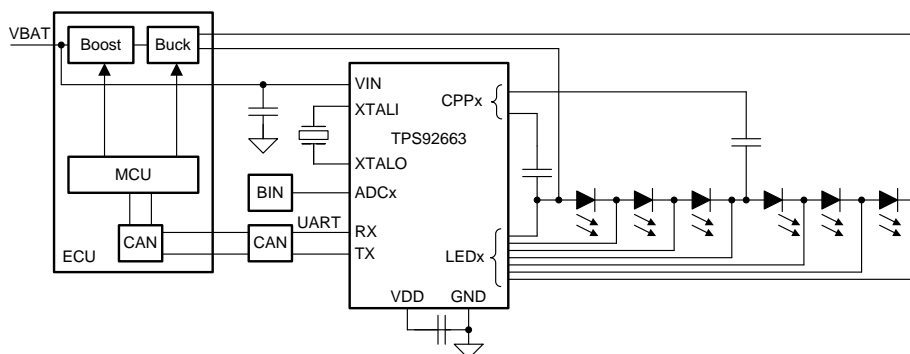 VBAT
Boost
Buck
VIN
CPPx
XTALI
TPS92663
XTALO
MCU
BIN
ADCx
UART
RX
CAN
CAN
TX
ECU
LEDx
VDD
GND